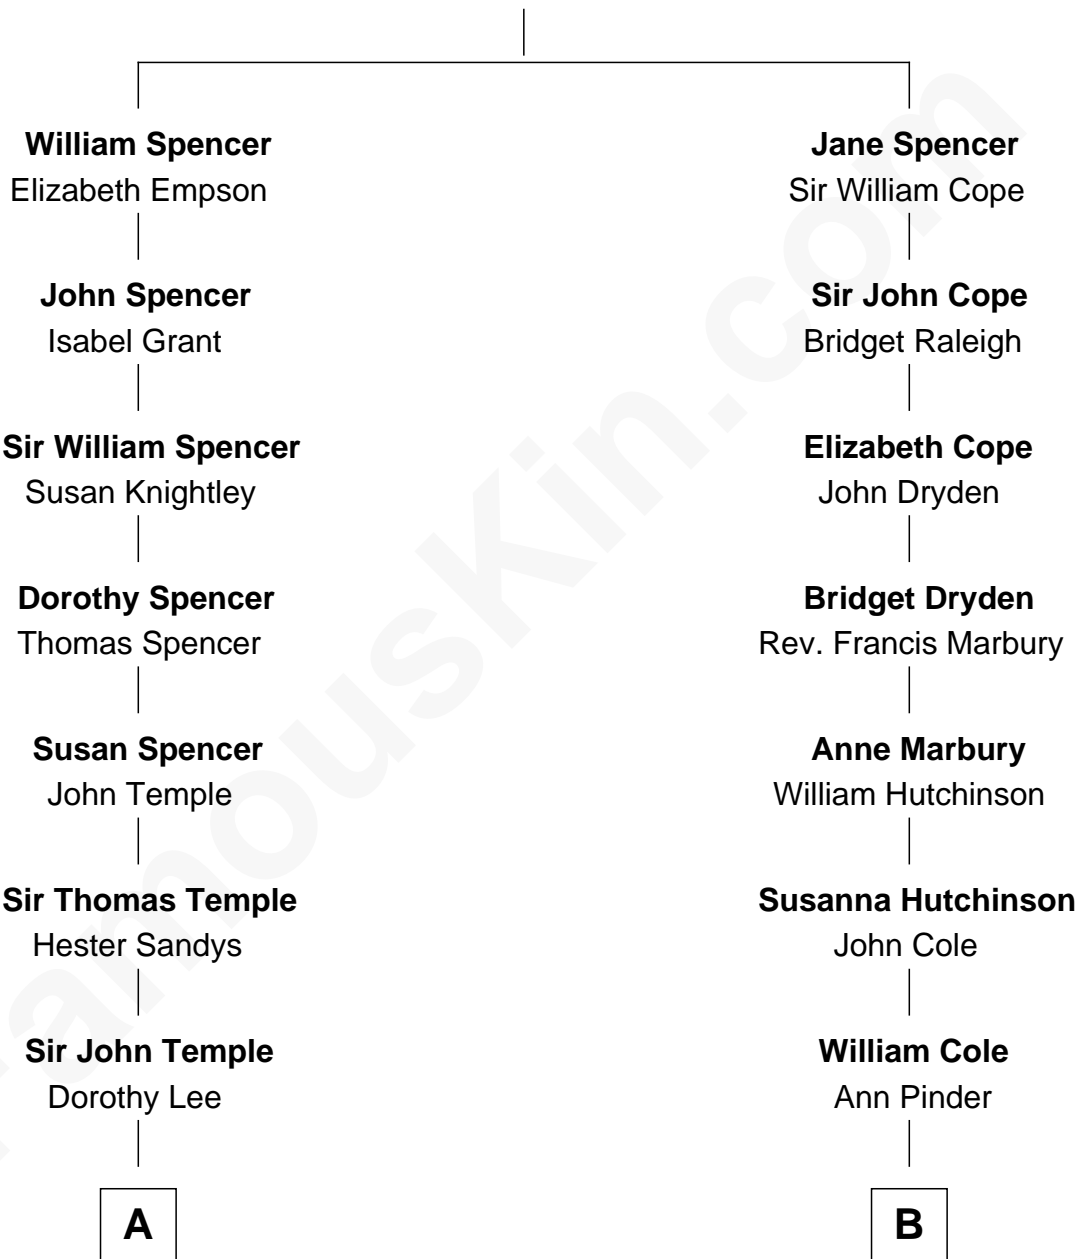 William Spencer
Elizabeth Empson
John Spencer
Isabel Grant
Sir William Spencer
Susan Knightley
Dorothy Spencer
Thomas Spencer
Susan Spencer
John Temple
Sir Thomas Temple
Hester Sandys
Sir John Temple
Dorothy Lee
A
Jane Spencer
Sir William Cope
Sir John Cope
Bridget Raleigh
Elizabeth Cope
John Dryden
Bridget Dryden
Rev. Francis Marbury
Anne Marbury
William Hutchinson
Susanna Hutchinson
John Cole
William Cole
Ann Pinder
B
FamousKin.com